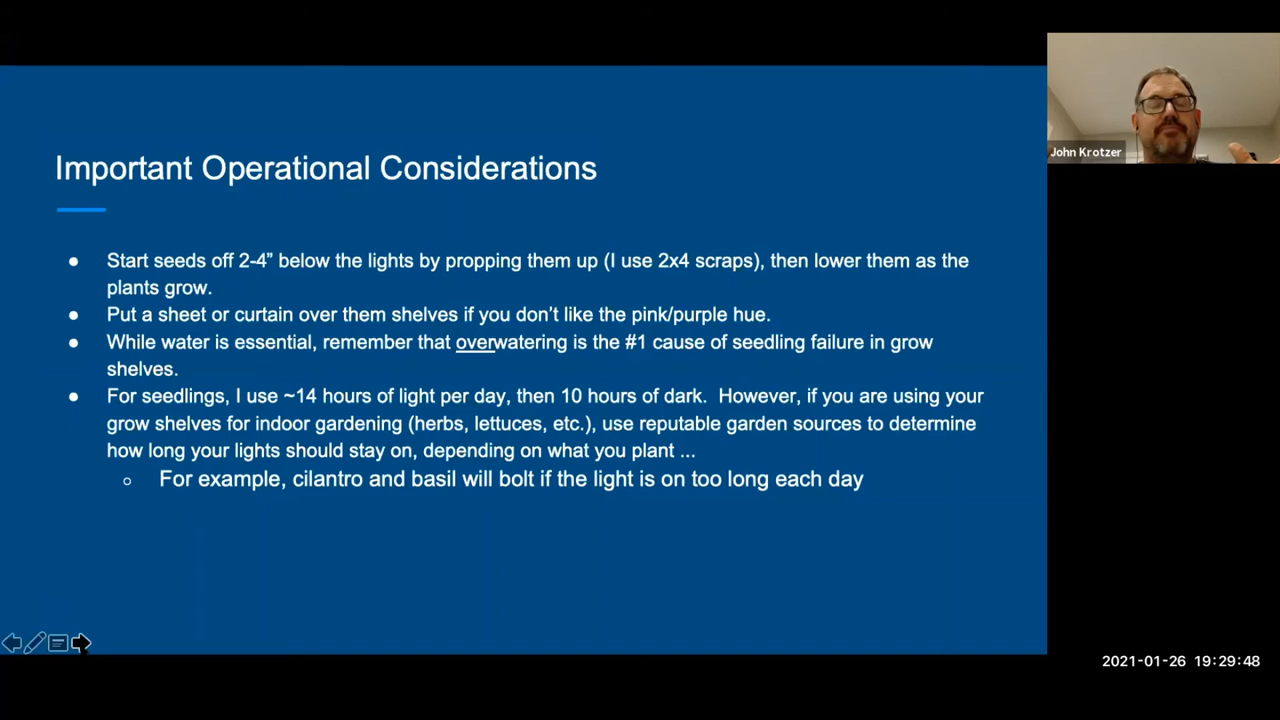 Important Operational Considerations
● Start seeds off 2-4” below the lights by propping them up (I use 2x4 scraps), then lower them as the
plants grow.
● Put a sheet or curtain over them shelves if you don’t like the pink/purple hue.
● While water is essential, remember that overwatering is the #1 cause of seedling failure in grow
shelves.
● For seedlings, I use ~14 hours of light per day, then 10 hours of dark. However, if you are using your
grow shelves for indoor gardening (herbs, lettuces, etc.), use reputable garden sources to determine
how long your lights should stay on, depending on what you plant ...
○ For example, cilantro and basil will bolt if the light is on too long each day
John Krotzer
2021-01-26 19:29:48